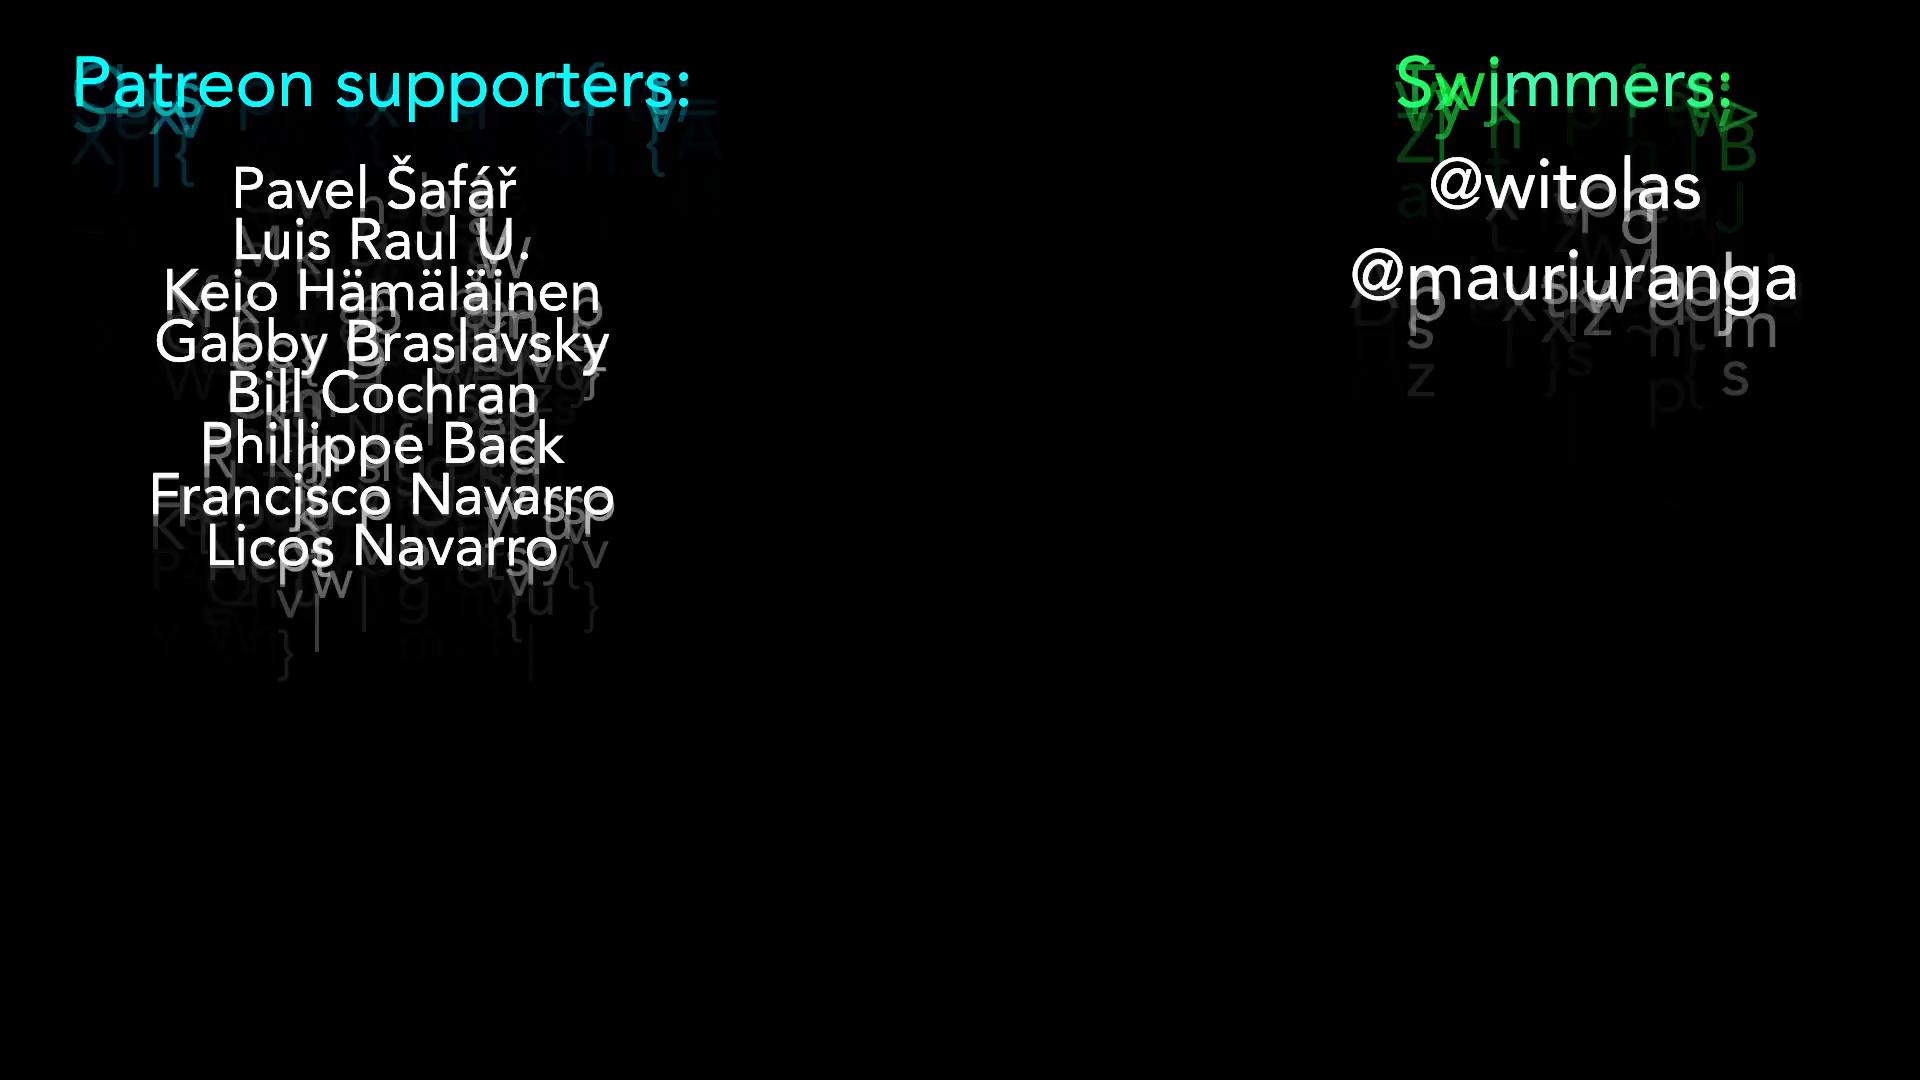 Patreon supporters:
Pavel Šafář
Luis Raul U.
Keio Hämäläinen
Gabby Braslavsky
Bill Cochran
Phillippe Back
Francisco Navarro
Licos Navarro
Swimmers:
@witolas
@mauriuranga